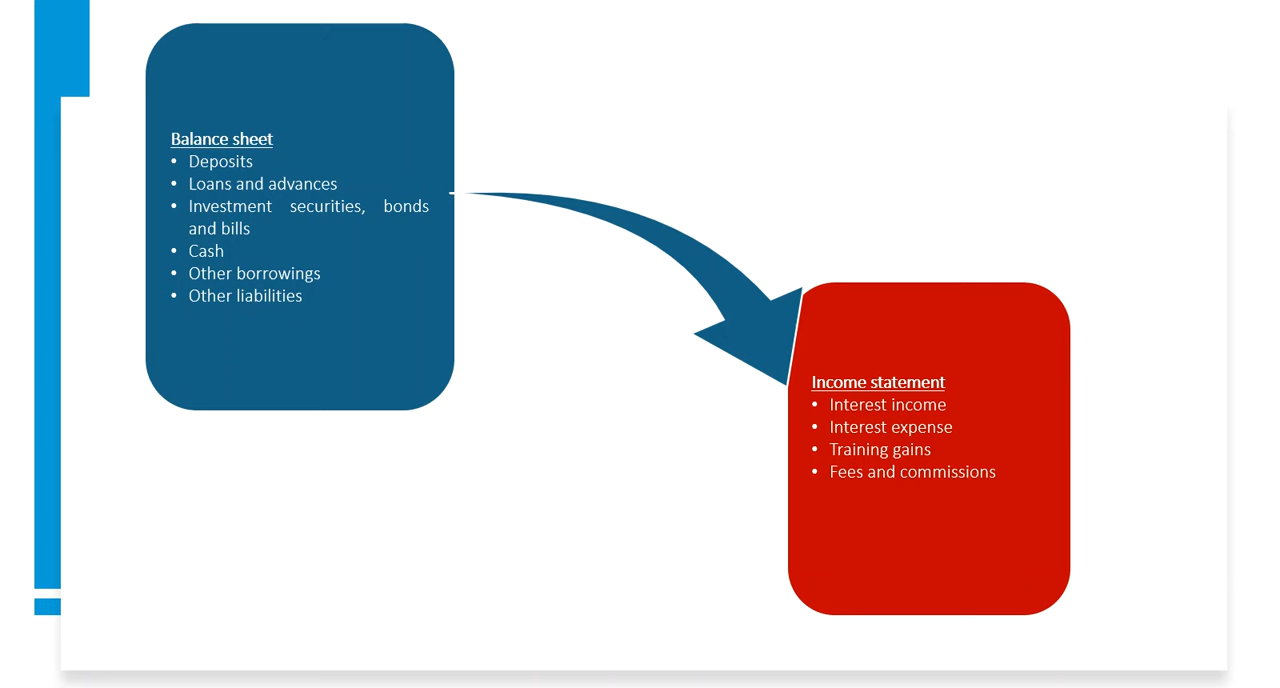 Balance sheet
• Deposits
• Loans and advances
• Investment securities, bonds
and bills
• Cash
• Other borrowings
• Other liabilities
Income statement
• Interest income
• Interest expense
• Training gains
• Fees and commissions